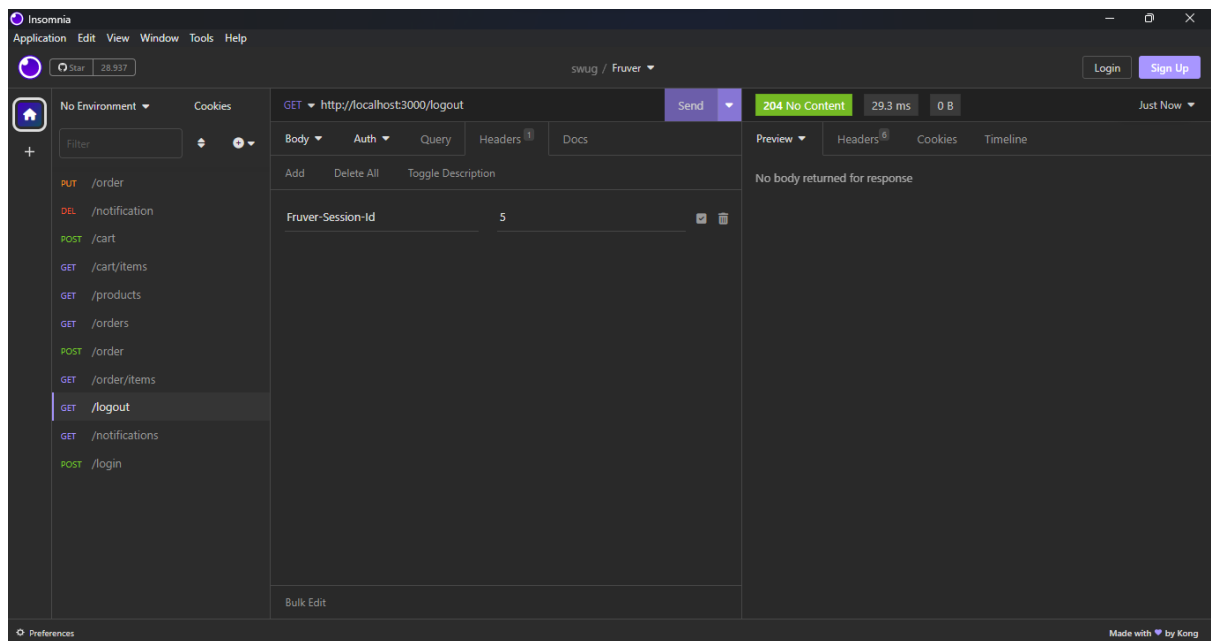 Insomnia
Application Edit View Window Tools Help
Star 28.937
swug / Fruver
Login Sign Up
No Environment Cookies
GET http://localhost:3000/logout Send
204 No Content 29.3 ms 0 B Just Now
Filter
Body Auth Query Headers 1 Docs
Preview Headers 6 Cookies Timeline
Add Delete All Toggle Description
No body returned for response
Fruver-Session-Id 5
PUT /order
DEL /notification
POST /cart
GET /cart/items
GET /products
GET /orders
POST /order
GET /order/items
GET /logout
GET /notifications
POST /login
Bulk Edit
Preferences
Made with by Kong